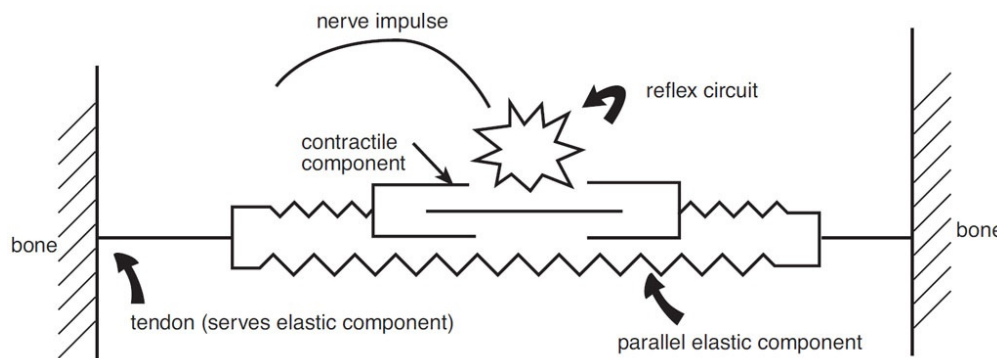 nerve impulse
reflex circuit
contractile
component
bone
bone
tendon (serves elastic component)
parallel elastic component